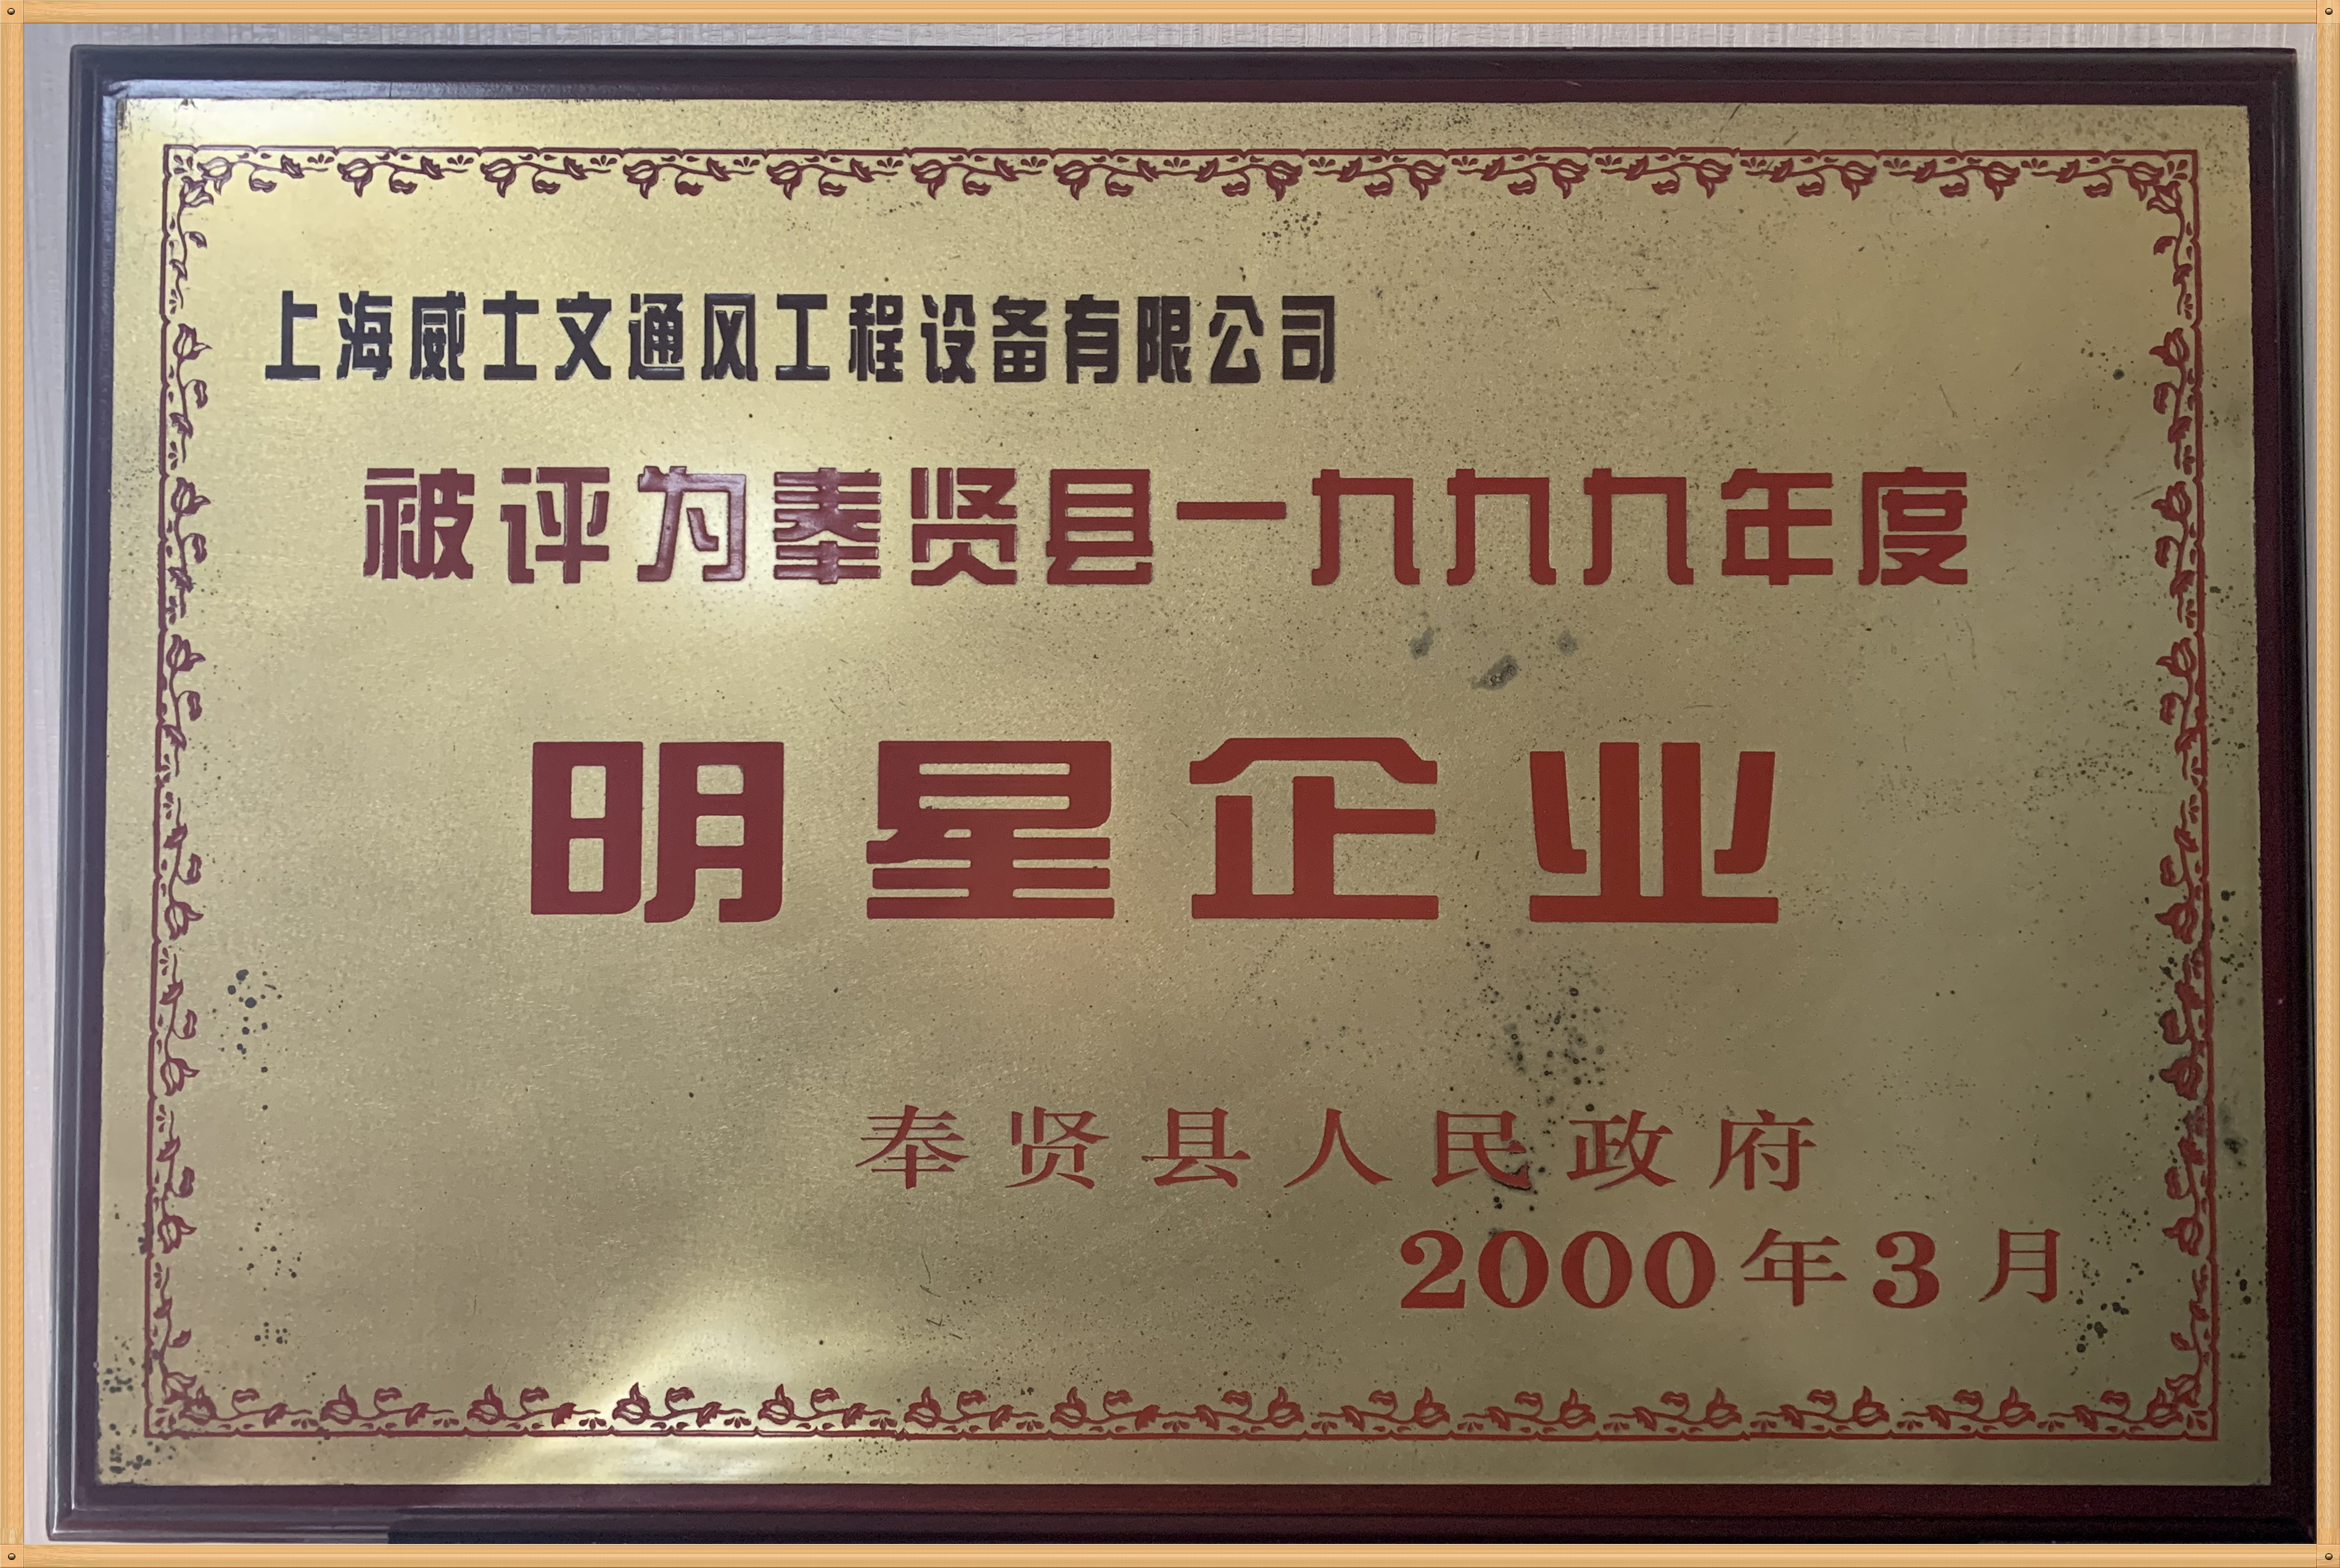 上海威士文通风工程设备有限公司
被评为奉贤县一九九九年度
明星企业
奉贤县人民政府
2000年3月